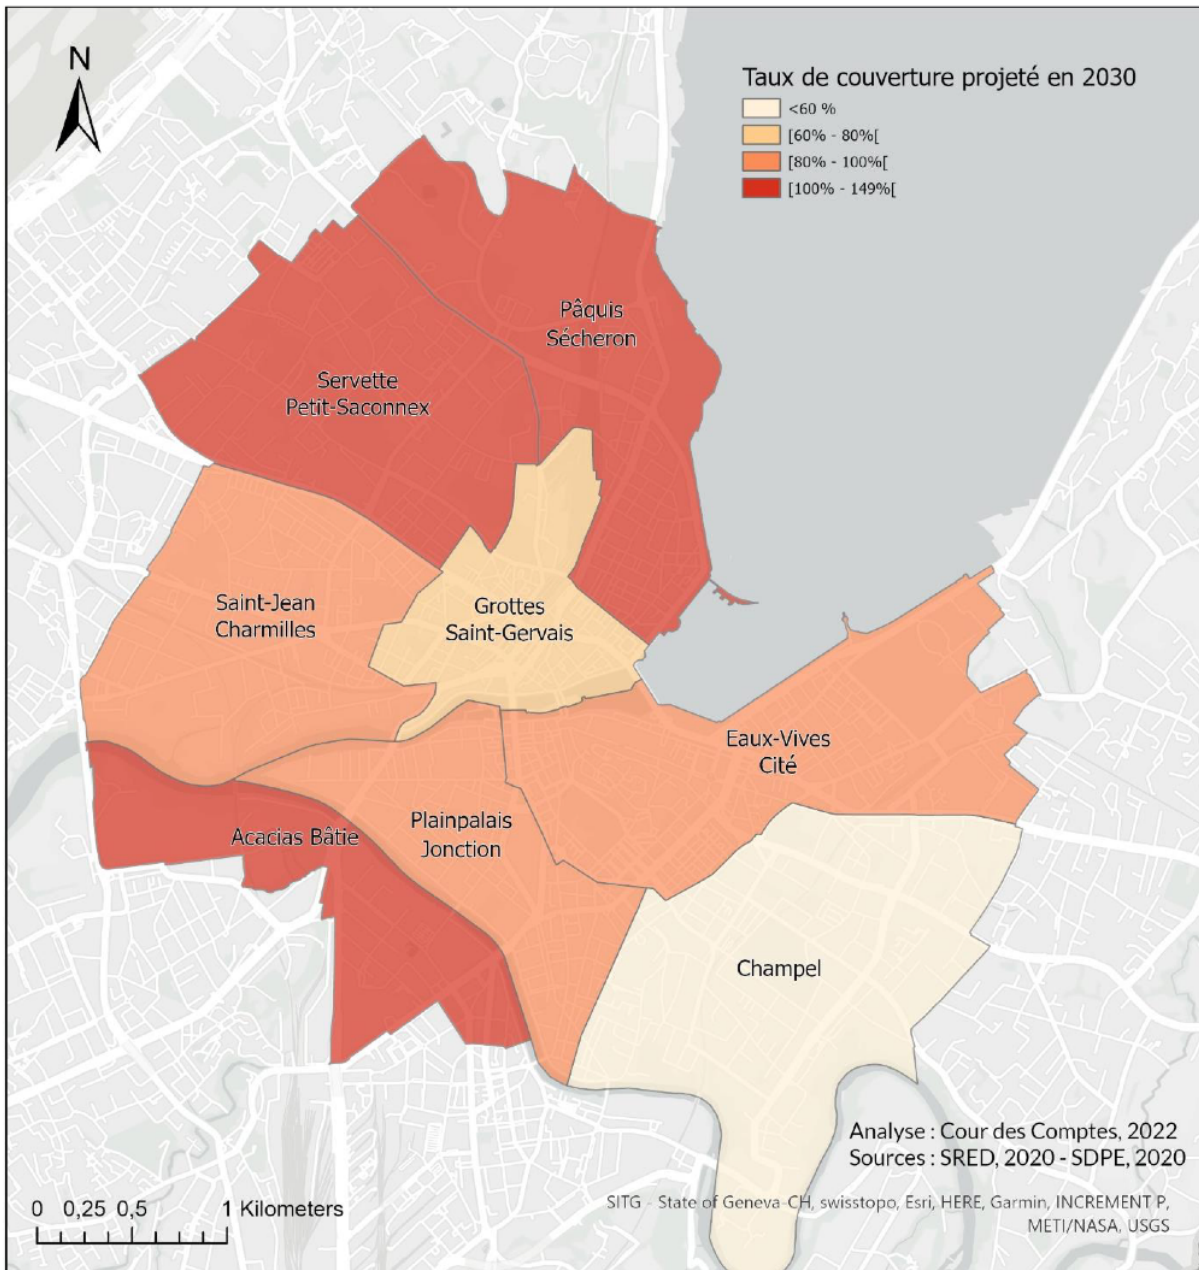 N
Taux de couverture projeté en 2030
<60 %
[60% - 80%[
[80% - 100%[
[100% - 149%[
Pâquis
Sécheron
Servette
Petit-Saconnex
Saint-Jean
Charmilles
Grottes
Saint-Gervais
Eaux-Vives
Cité
Plainpalais
Jonction
Acacias Bâtie
Champel
Analyse : Cour des Comptes, 2022
Sources : SRED, 2020 - SDPE, 2020
0 0,25 0,5 1 Kilometers
SITG - State of Geneva-CH, swisstopo, Esri, HERE, Garmin, INCREMENT P,
METI/NASA, USGS